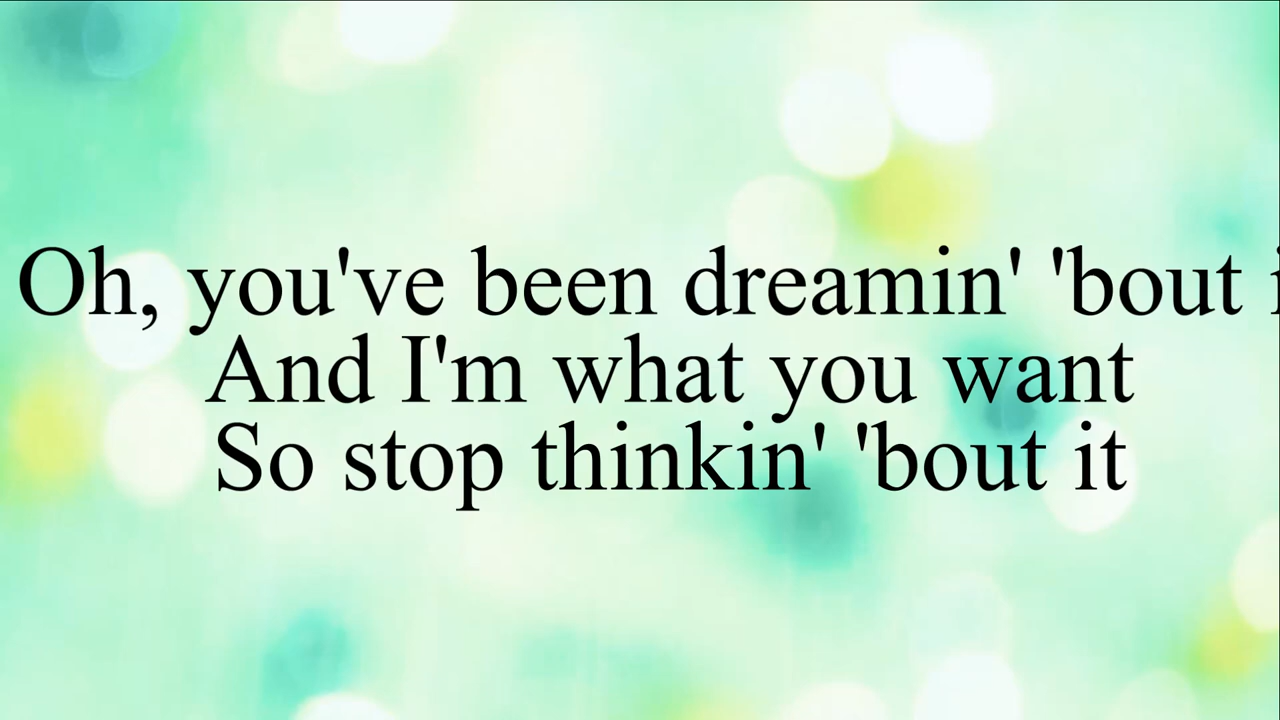 Oh, you've been dreamin' 'bout i
And I'm what you want
So stop thinkin' 'bout it